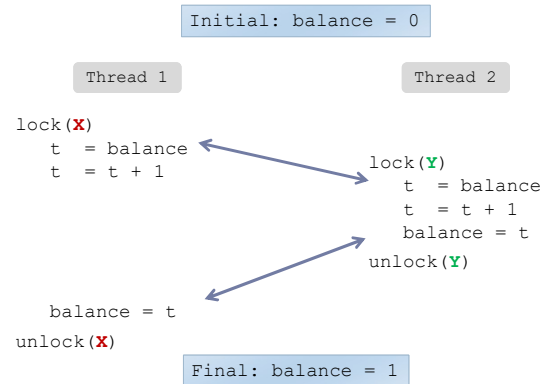 Initial: balance = 0
Thread 1
Thread 2
lock(X)
t = balance
t = t + 1
lock(Y)
t = balance
t = t + 1
balance = t
unlock(Y)
balance = t
unlock(X)
Final: balance = 1